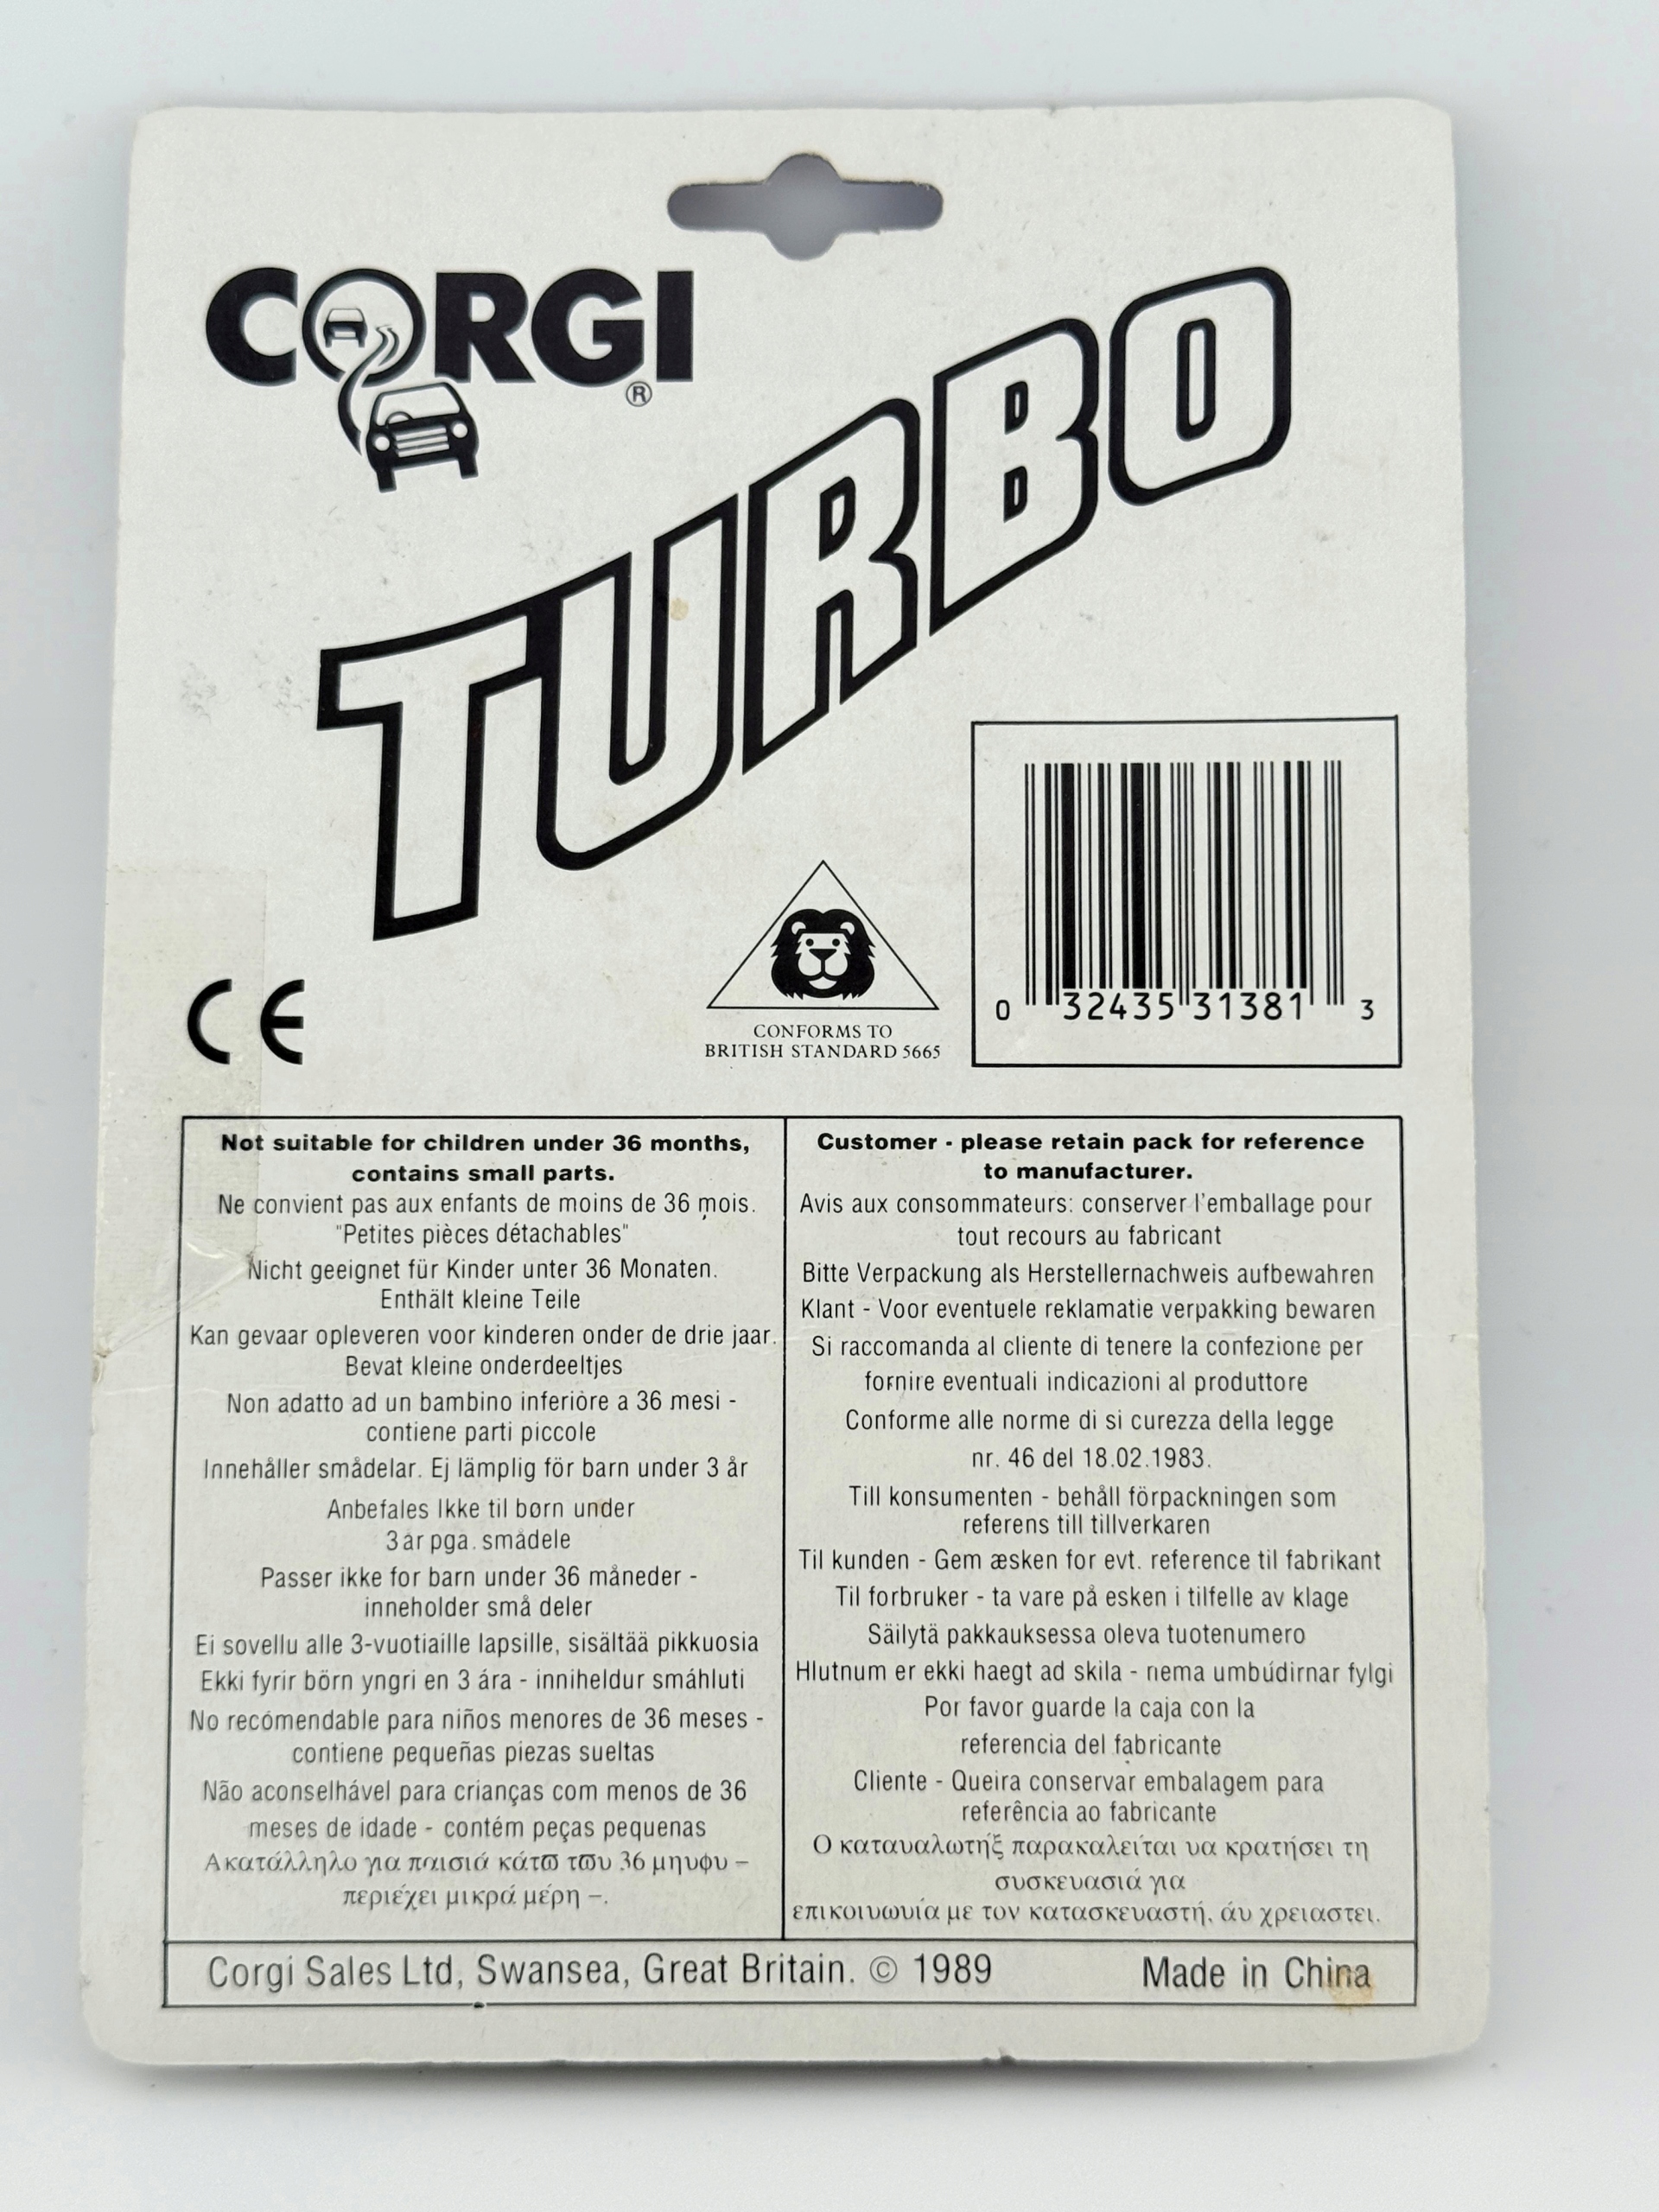 CORGI®
TURBO
CE
CONFORMS TO
BRITISH STANDARD 5665
0 32435 31381 3
Not suitable for children under 36 months,
contains small parts.
Ne convient pas aux enfants de moins de 36 mois.
"Petites pièces détachables"
Nicht geeignet für Kinder unter 36 Monaten.
Enthält kleine Teile
Kan gevaar opleveren voor kinderen onder de drie jaar.
Bevat kleine onderdeeltjes
Non adatto ad un bambino inferiòre a 36 mesi -
contiene parti piccole
Innehåller smådelar. Ej lämplig för barn under 3 år
Anbefales Ikke til børn under
3 år pga. smådele
Passer ikke for barn under 36 måneder -
inneholder små deler
Ei sovellu alle 3-vuotiaille lapsille, sisältää pikkuosia
Ekki fyrir börn yngri en 3 ára - inniheldur smáhluti
No recómendable para niños menores de 36 meses -
contiene pequeñas piezas sueltas
Não aconselhável para crianças com menos de 36
meses de idade - contém peças pequenas
Ακατάλληλο για παισιά κάτϖ τϖυ 36 μηυφυ –
περιέχει μικρά μέρη –.
Customer - please retain pack for reference
to manufacturer.
Avis aux consommateurs: conserver l'emballage pour
tout recours au fabricant
Bitte Verpackung als Herstellernachweis aufbewahren
Klant - Voor eventuele reklamatie verpakking bewaren
Si raccomanda al cliente di tenere la confezione per
fornire eventuali indicazioni al produttore
Conforme alle norme di si curezza della legge
nr. 46 del 18.02.1983.
Till konsumenten - behåll förpackningen som
referens till tillverkaren
Til kunden - Gem æsken for evt. reference til fabrikant
Til forbruker - ta vare på esken i tilfelle av klage
Säilytä pakkauksessa oleva tuotenumero
Hlutnum er ekki haegt ad skila - nema umbúdirnar fylgi
Por favor guarde la caja con la
referencia del fabricante
Cliente - Queira conservar embalagem para
referência ao fabricante
Ο καταυαλωτήξ παρακαλείται υα κρατήσει τη
συσκευασιά για
επικοιυωυία με τον κατασκευαστή, άυ χρειαστει.
Corgi Sales Ltd, Swansea, Great Britain. © 1989
Made in China